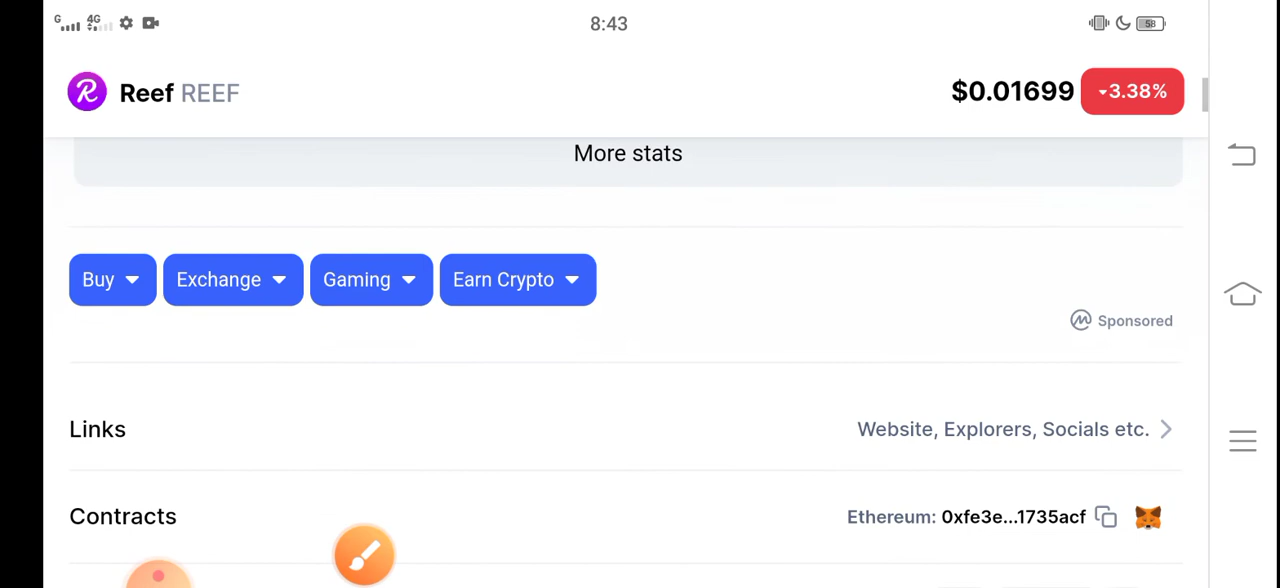 G 4G 8:43 58
Reef REEF $0.01699 -3.38%
More stats
Buy Exchange Gaming Earn Crypto
Sponsored
Links Website, Explorers, Socials etc.
Contracts Ethereum: 0xfe3e...1735acf